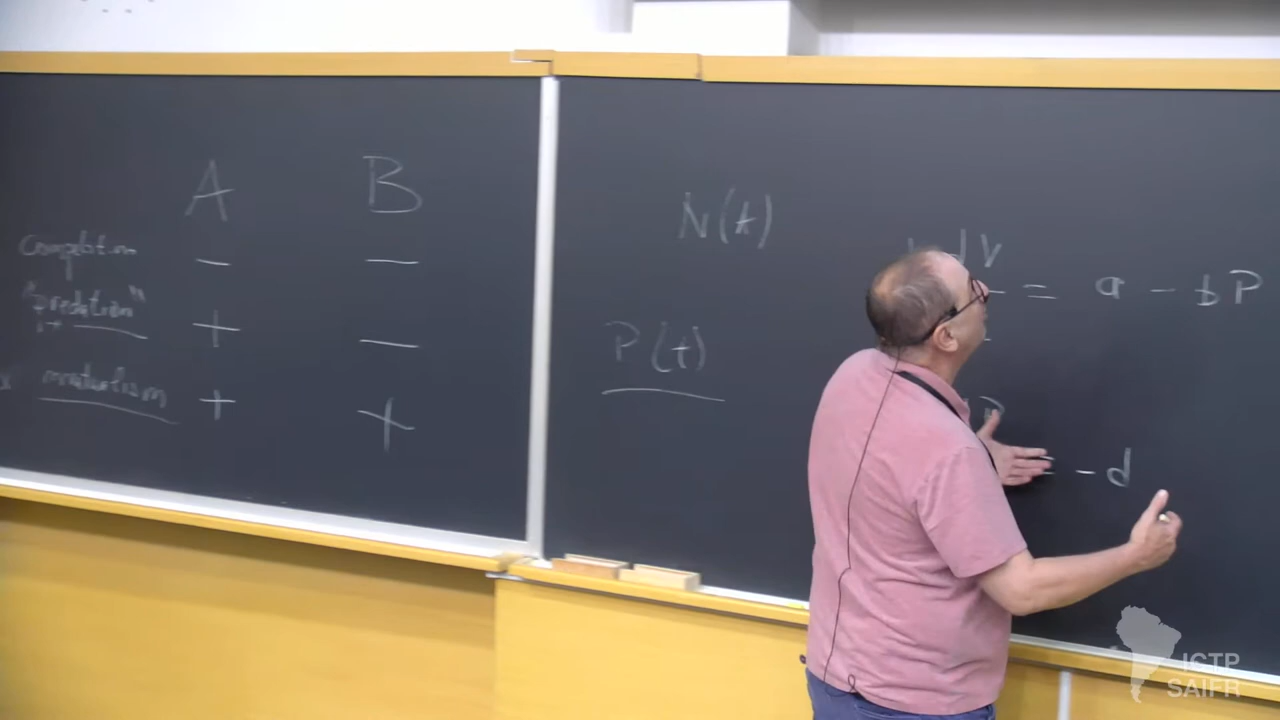 A B
competition − −
"predation" + −
mutualism + +
N(t)
P(t)
= a − bP
− d
ICTP
SAIFR